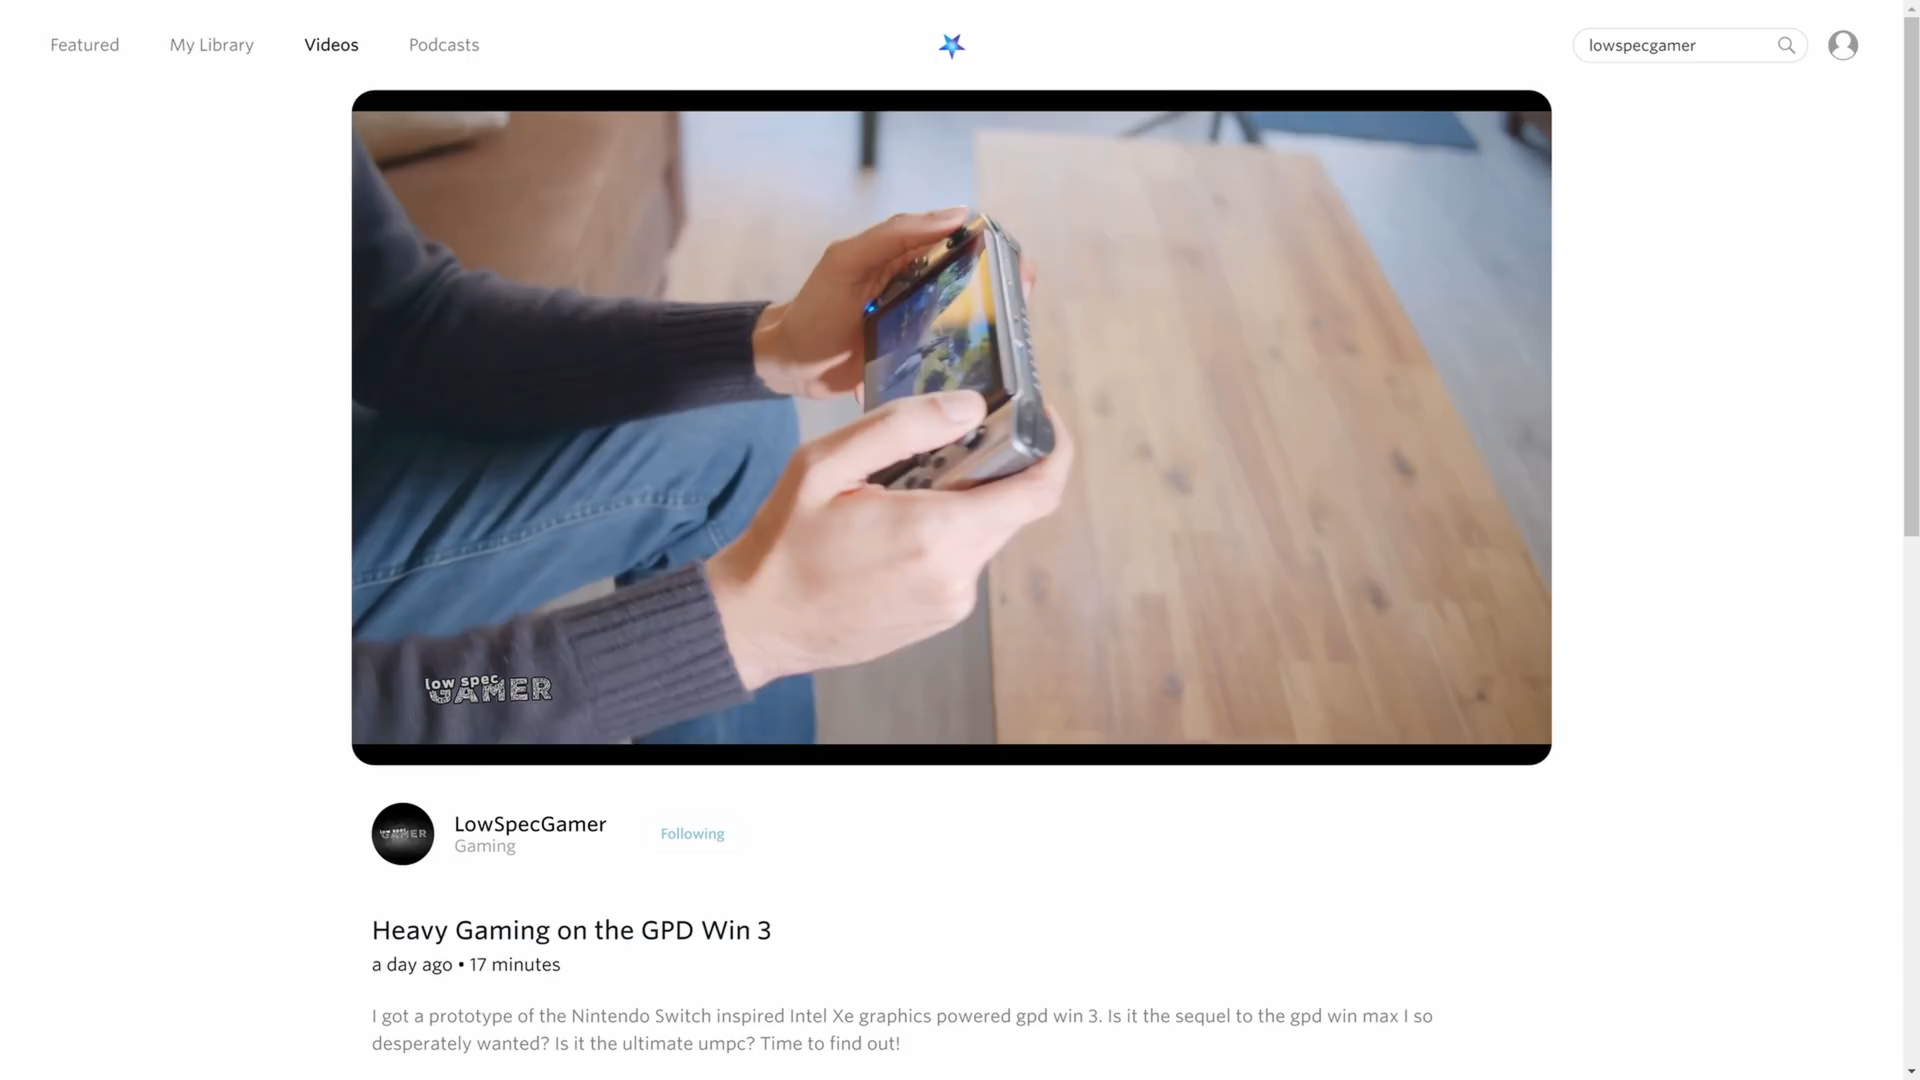 Featured
My Library
Videos
Podcasts
lowspecgamer
low spec
GAMER
low spec
GAMER
LowSpecGamer
Gaming
Following
Heavy Gaming on the GPD Win 3
a day ago • 17 minutes
I got a prototype of the Nintendo Switch inspired Intel Xe graphics powered gpd win 3. Is it the sequel to the gpd win max I so
desperately wanted? Is it the ultimate umpc? Time to find out!